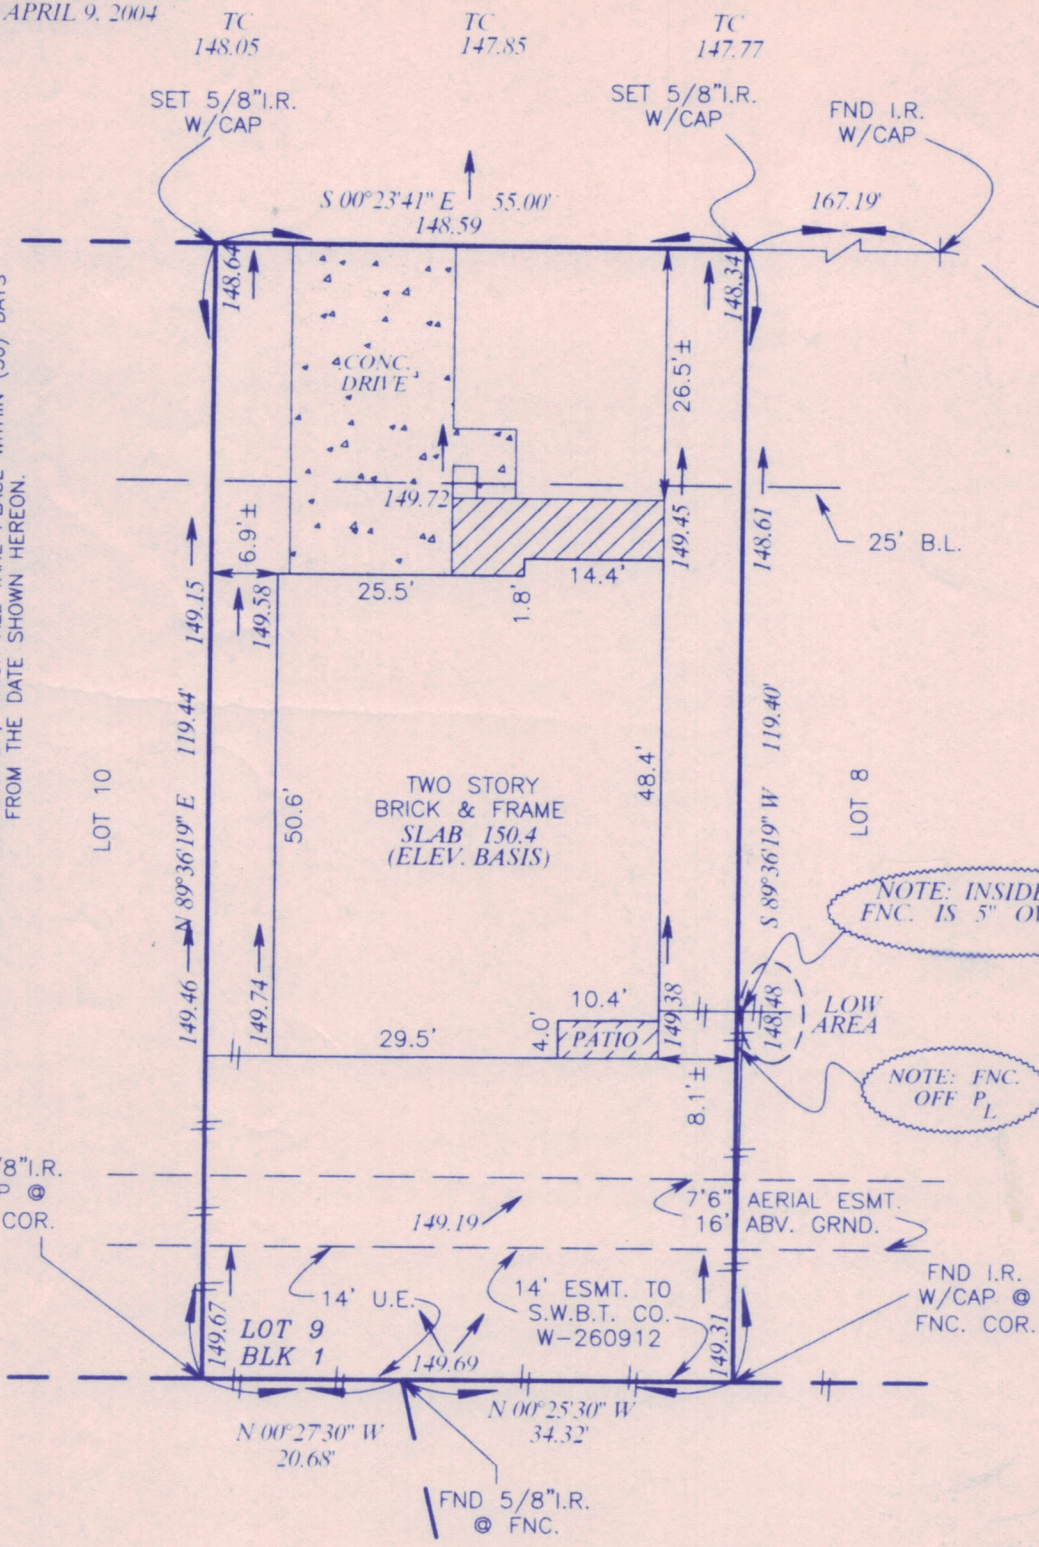 APRIL 9, 2004
TC
148.05
TC
147.85
TC
147.77
SET 5/8"I.R.
W/CAP
SET 5/8"I.R.
W/CAP
FND I.R.
W/CAP
S 00°23'41" E 55.00'
148.59
167.19'
148.64
148.34
CONC.
DRIVE
26.5'±
149.72
149.45
148.61
25' B.L.
6.9'±
149.15
149.58
25.5'
14.4'
1.8'
FROM THE DATE SHOWN HEREON.
N 89°36'19" E 119.44'
S 89°36'19" W 119.40'
LOT 10
LOT 8
50.6'
48.4'
TWO STORY
BRICK & FRAME
SLAB 150.4
(ELEV. BASIS)
NOTE: INSIDE
FNC. IS 5" OV
149.46
149.74
149.38
148.48
LOW
AREA
10.4'
4.0'
PATIO
29.5'
8.1'±
NOTE: FNC.
OFF PL
/8"I.R.
P @
COR.
149.19
7'6" AERIAL ESMT.
16' ABV. GRND.
14' U.E.
14' ESMT. TO
S.W.B.T. CO.
W-260912
FND I.R.
W/CAP @
FNC. COR.
149.67
LOT 9
BLK 1
149.69
149.31
N 00°27'30" W
20.68'
N 00°25'30" W
34.32'
FND 5/8"I.R.
@ FNC.